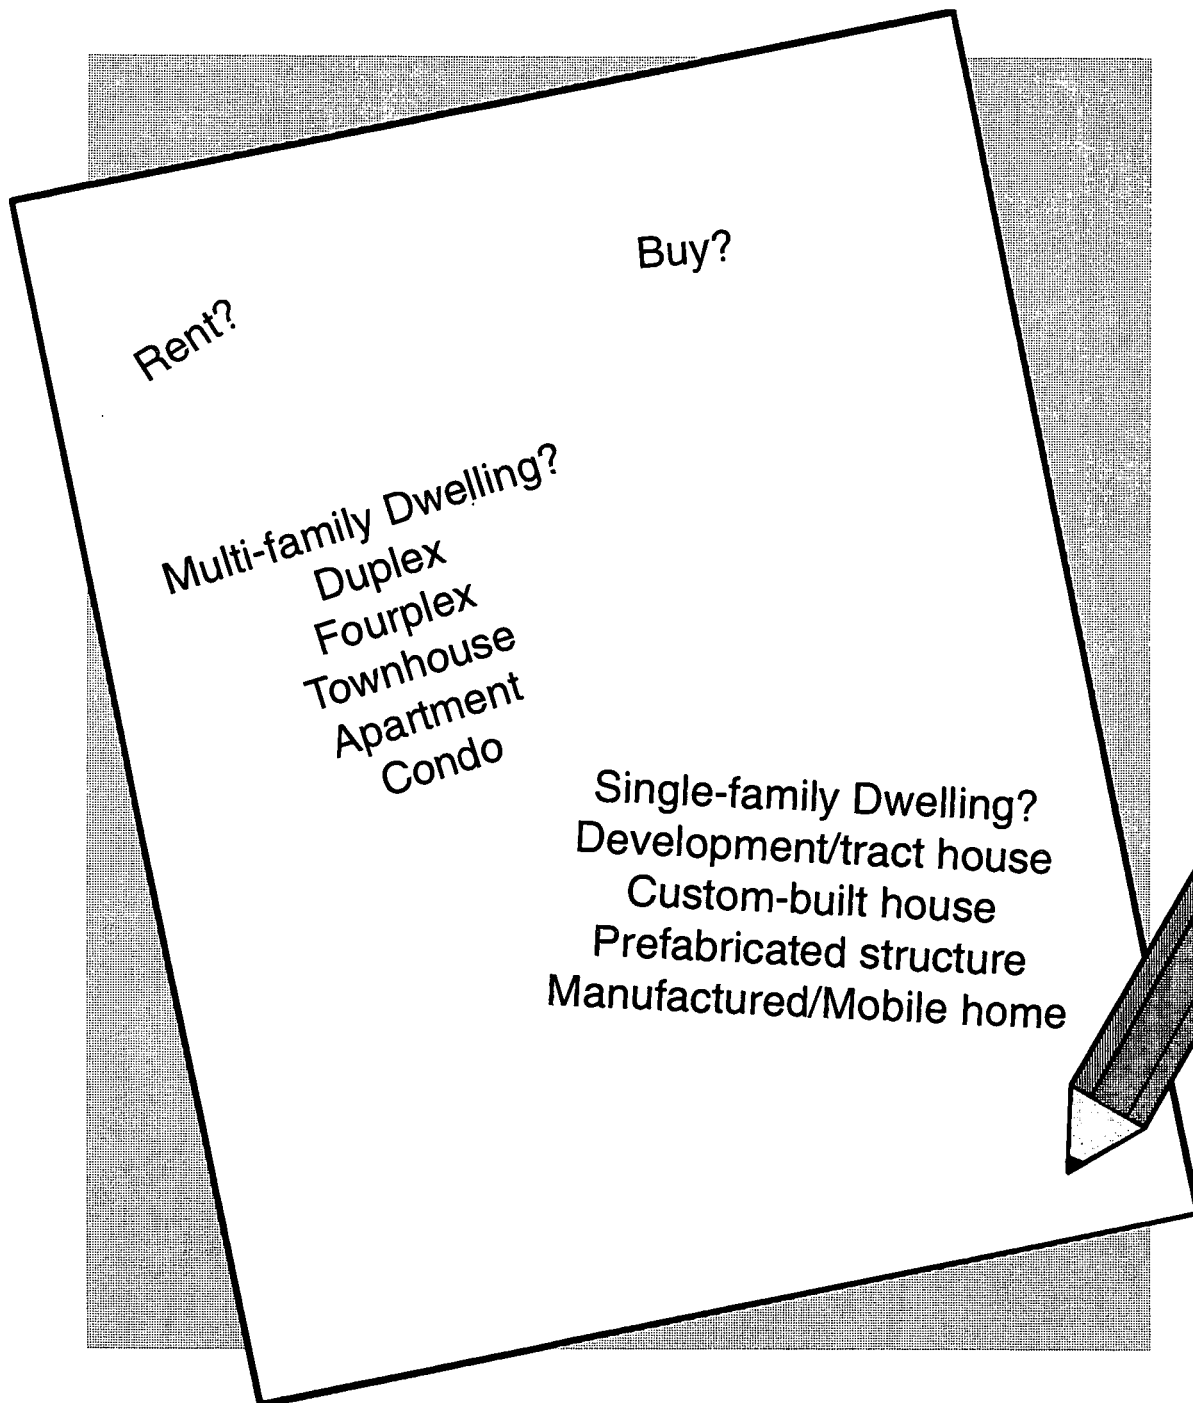 Buy?
Rent?
Multi-family Dwelling?
Duplex
Fourplex
Townhouse
Apartment
Condo
Single-family Dwelling?
Development/tract house
Custom-built house
Prefabricated structure
Manufactured/Mobile home